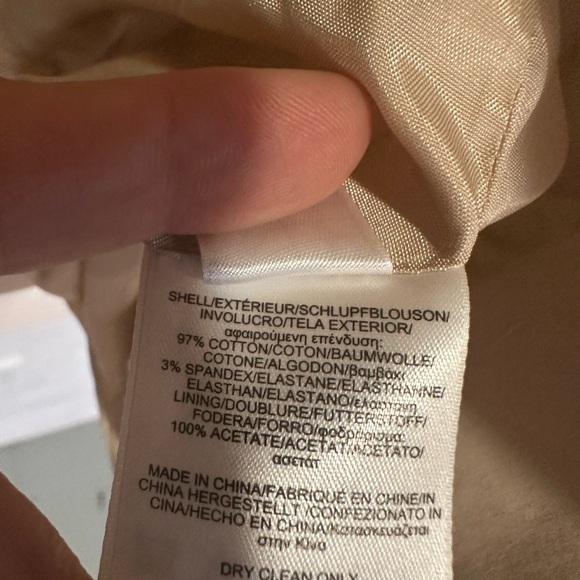 SHELL/EXTÉRIEUR/SCHLUPFBLOUSON/
INVOLUCRO/TELA EXTERIOR/
αφαιρούμενη επένδυση:
97% COTTON/COTON/BAUMWOLLE/
COTONE/ALGODON/βαμβάκι
3% SPANDEX/ELASTANE/ELASTHANNE/
ELASTHAN/ELASTANO/ελαστίνη
LINING/DOUBLURE/FUTTERSTOFF/
FODERA/FORRO/φοδράρισμα:
100% ACETATE/ACETAT/ACETATO/
ασετάτ
MADE IN CHINA/FABRIQUÉ EN CHINE/IN
CHINA HERGESTELLT /CONFEZIONATO IN
CINA/HECHO EN CHINA/Κατασκευάζεται
στην Κίνα
DRY CLEAN ONLY